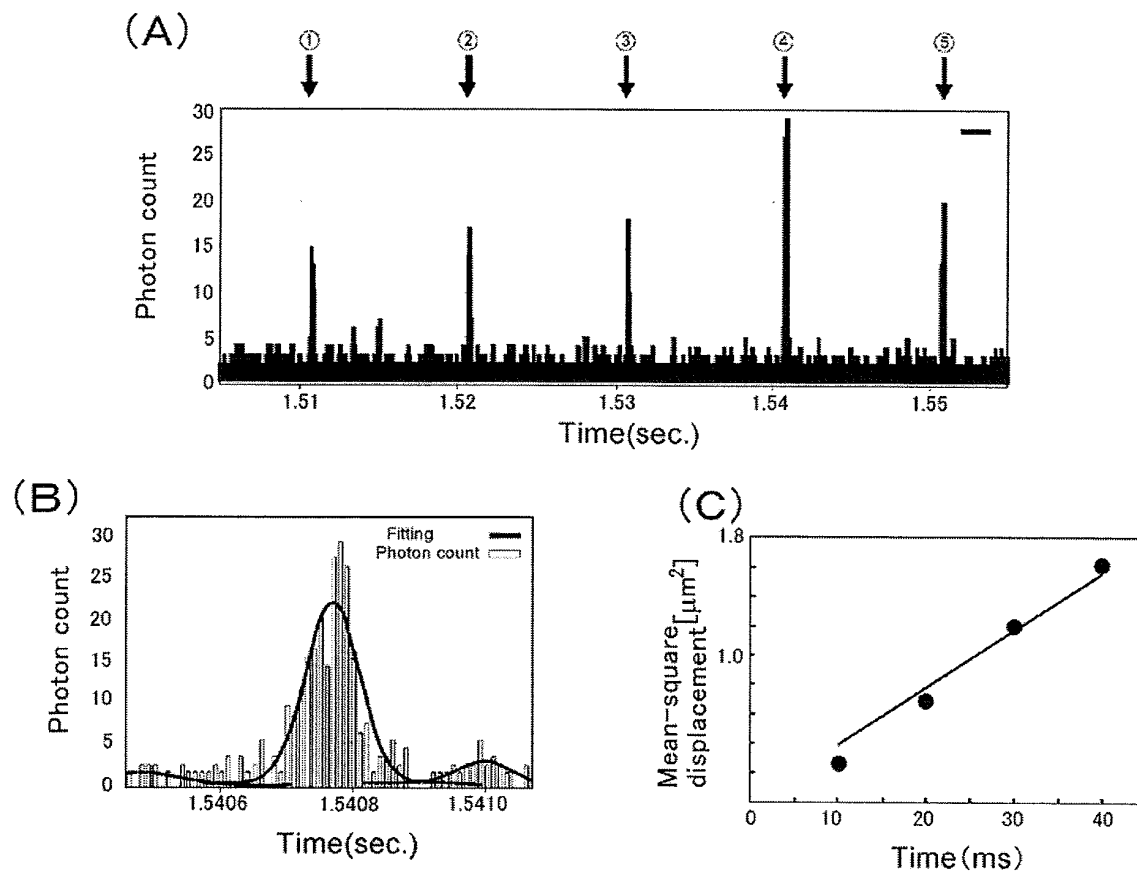 (A)
① ② ③ ④ ⑤
Photon count
30
25
20
15
10
5
0
1.51 1.52 1.53 1.54 1.55
Time(sec.)
(B)
Fitting
Photon count
Photon count
30
25
20
15
10
5
0
1.5406 1.5408 1.5410
Time(sec.)
(C)
Mean-square
displacement[μm²]
1.8
1.0
0 10 20 30 40
Time(ms)